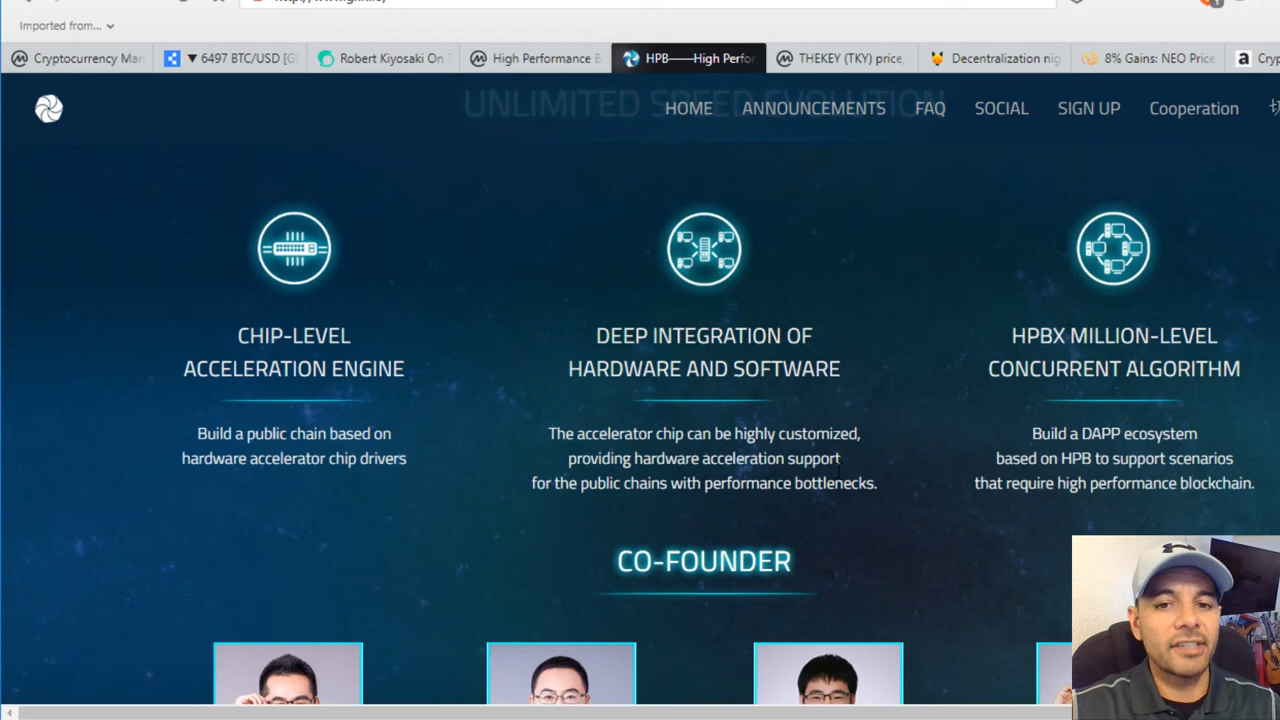 Imported from...
Cryptocurrency Mar
▼ 6497 BTC/USD [G
Robert Kiyosaki On T
High Performance B
HPB——High Perfor
THEKEY (TKY) price,
Decentralization nig
8% Gains: NEO Price
Cryp
UNLIMITED SPEED EVOLUTION
HOME
ANNOUNCEMENTS
FAQ
SOCIAL
SIGN UP
Cooperation
CHIP-LEVEL
ACCELERATION ENGINE
Build a public chain based on
hardware accelerator chip drivers
DEEP INTEGRATION OF
HARDWARE AND SOFTWARE
The accelerator chip can be highly customized,
providing hardware acceleration support
for the public chains with performance bottlenecks.
HPBX MILLION-LEVEL
CONCURRENT ALGORITHM
Build a DAPP ecosystem
based on HPB to support scenarios
that require high performance blockchain.
CO-FOUNDER